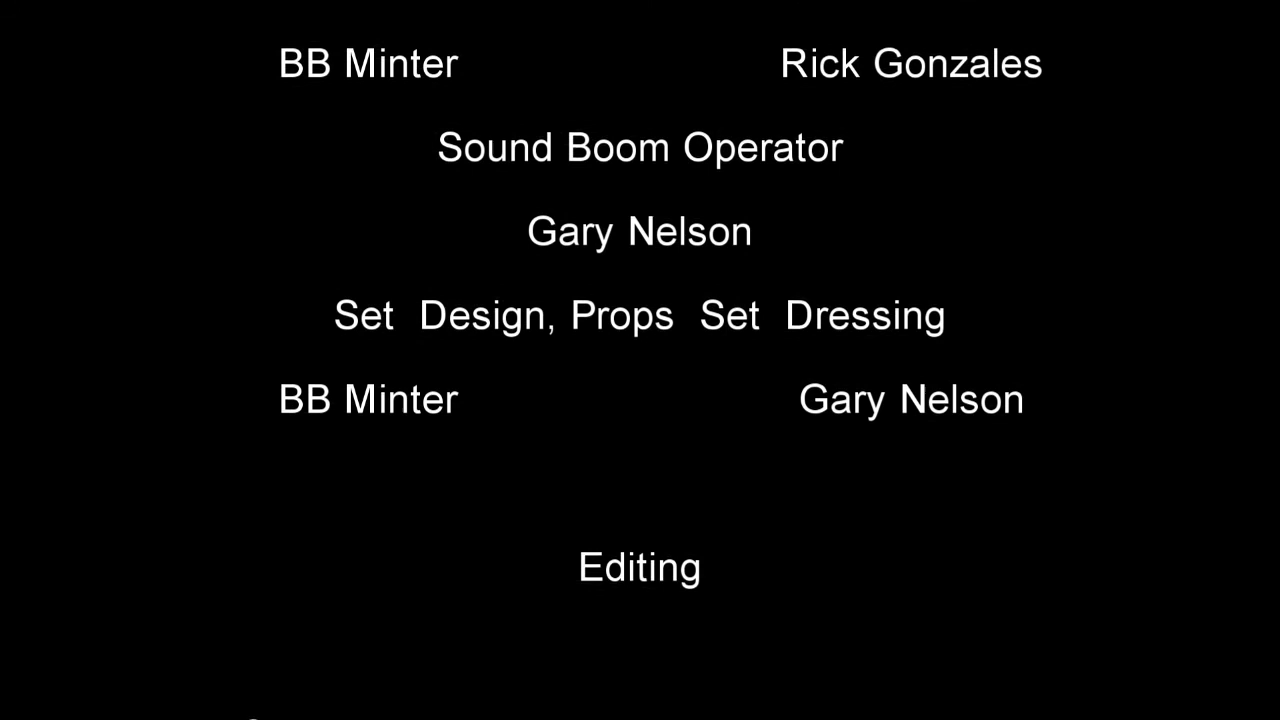 BB Minter Rick Gonzales
Sound Boom Operator
Gary Nelson
Set  Design, Props  Set  Dressing
BB Minter Gary Nelson
Editing